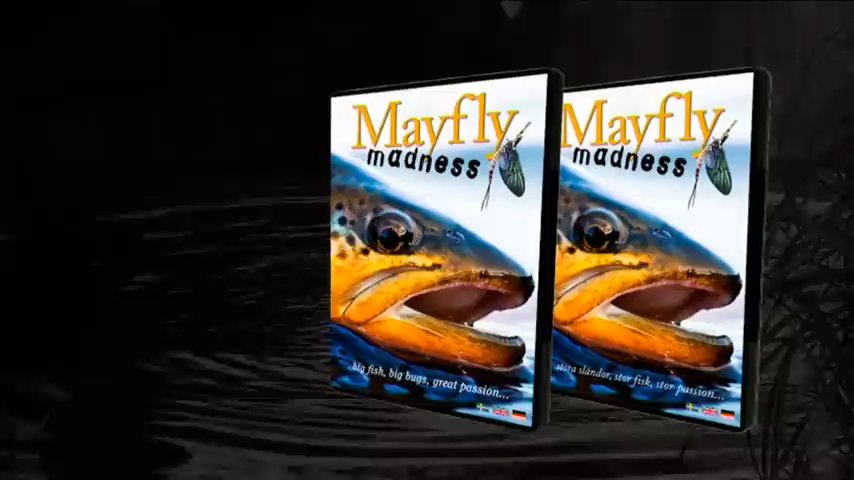 Mayfly
madness
big fish, big bugs, great passion...
Mayfly
madness
stora sländor, stor fisk, stor passion...